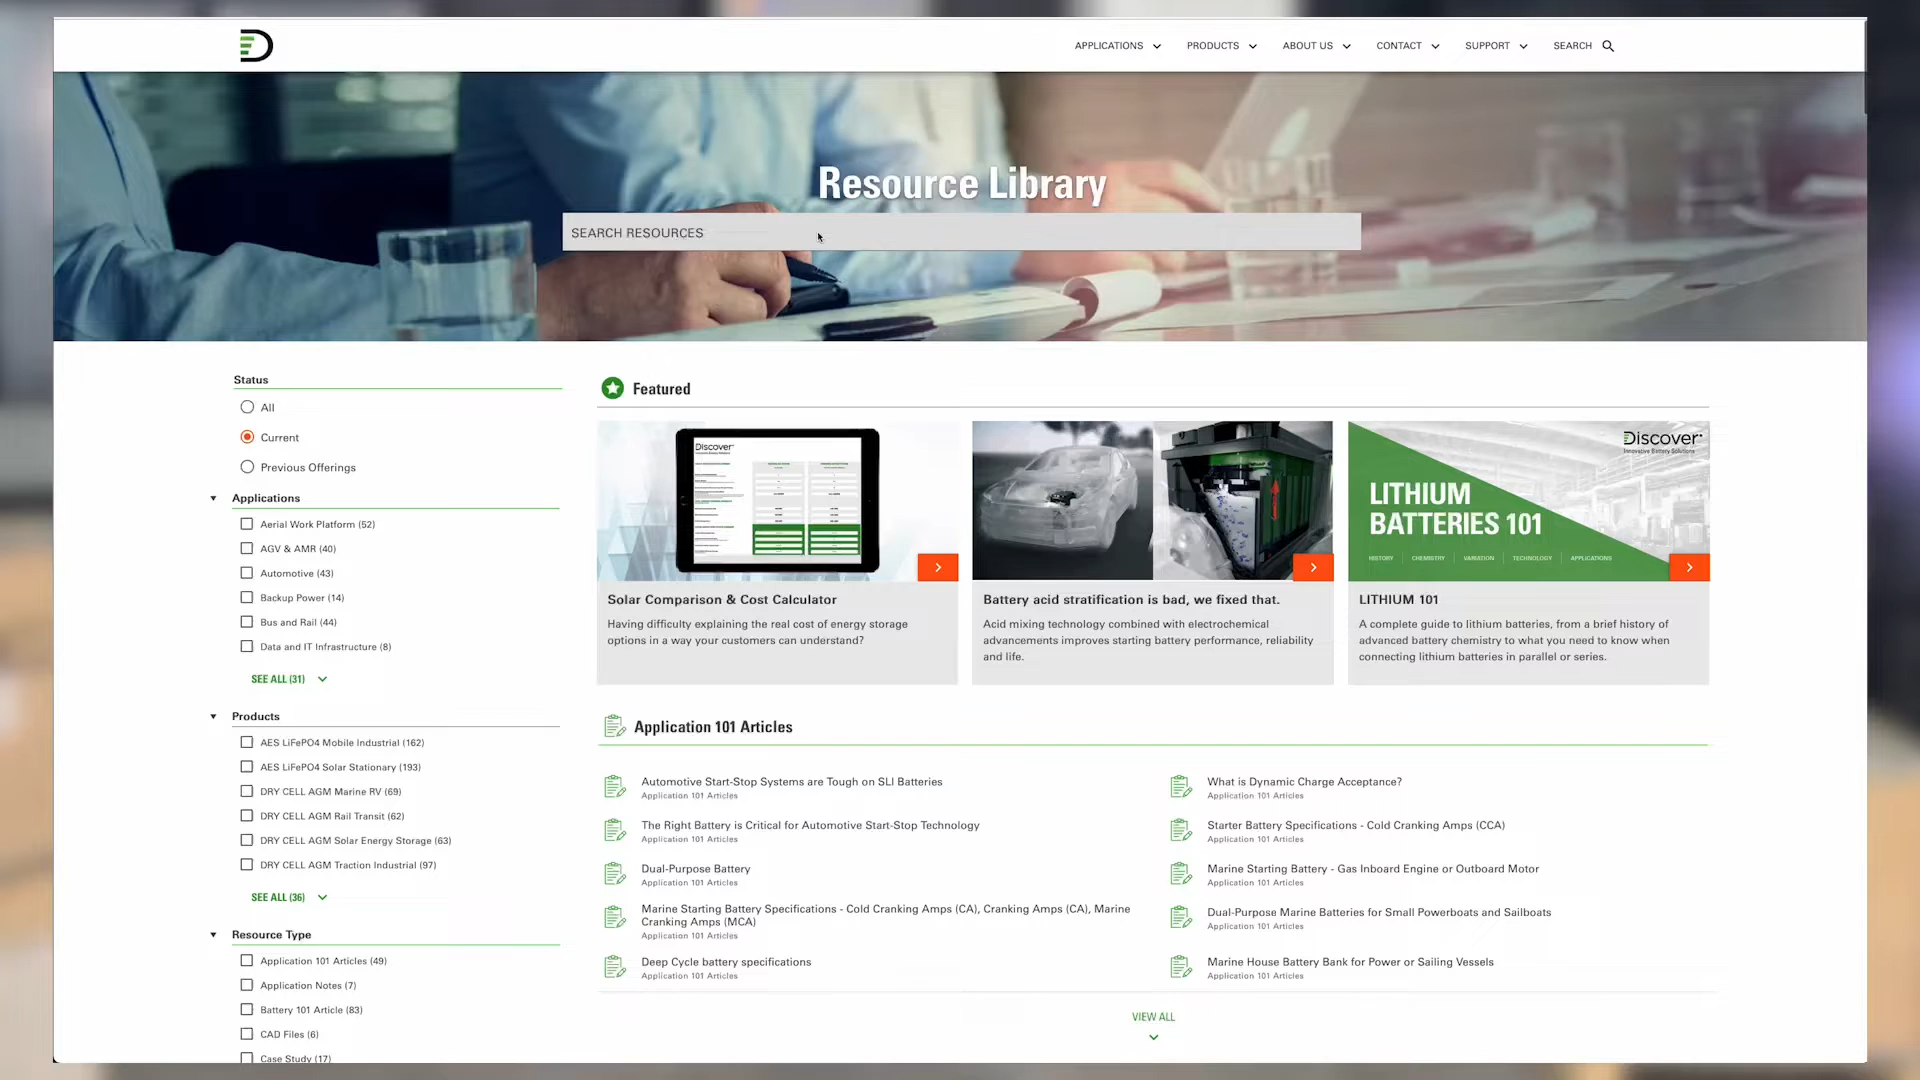 APPLICATIONS
PRODUCTS
ABOUT US
CONTACT
SUPPORT
SEARCH
Resource Library
SEARCH RESOURCES
Status
All
Current
Previous Offerings
Applications
Aerial Work Platform (52)
AGV & AMR (40)
Automotive (43)
Backup Power (14)
Bus and Rail (44)
Data and IT Infrastructure (8)
SEE ALL (31)
Products
AES LiFePO4 Mobile Industrial (162)
AES LiFePO4 Solar Stationary (193)
DRY CELL AGM Marine RV (69)
DRY CELL AGM Rail Transit (62)
DRY CELL AGM Solar Energy Storage (63)
DRY CELL AGM Traction Industrial (97)
SEE ALL (36)
Resource Type
Application 101 Articles (49)
Application Notes (7)
Battery 101 Article (83)
CAD Files (6)
Case Study (17)
Featured
Discover
Solar Comparison & Cost Calculator
Having difficulty explaining the real cost of energy storage
options in a way your customers can understand?
Battery acid stratification is bad, we fixed that.
Acid mixing technology combined with electrochemical
advancements improves starting battery performance, reliability
and life.
Discover
Innovative Battery Solutions
LITHIUM
BATTERIES 101
HISTORY CHEMISTRY VARIATION TECHNOLOGY APPLICATIONS
LITHIUM 101
A complete guide to lithium batteries, from a brief history of
advanced battery chemistry to what you need to know when
connecting lithium batteries in parallel or series.
Application 101 Articles
Automotive Start-Stop Systems are Tough on SLI Batteries
Application 101 Articles
The Right Battery is Critical for Automotive Start-Stop Technology
Application 101 Articles
Dual-Purpose Battery
Application 101 Articles
Marine Starting Battery Specifications - Cold Cranking Amps (CA), Cranking Amps (CA), Marine
Cranking Amps (MCA)
Application 101 Articles
Deep Cycle battery specifications
Application 101 Articles
What is Dynamic Charge Acceptance?
Application 101 Articles
Starter Battery Specifications - Cold Cranking Amps (CCA)
Application 101 Articles
Marine Starting Battery - Gas Inboard Engine or Outboard Motor
Application 101 Articles
Dual-Purpose Marine Batteries for Small Powerboats and Sailboats
Application 101 Articles
Marine House Battery Bank for Power or Sailing Vessels
Application 101 Articles
VIEW ALL